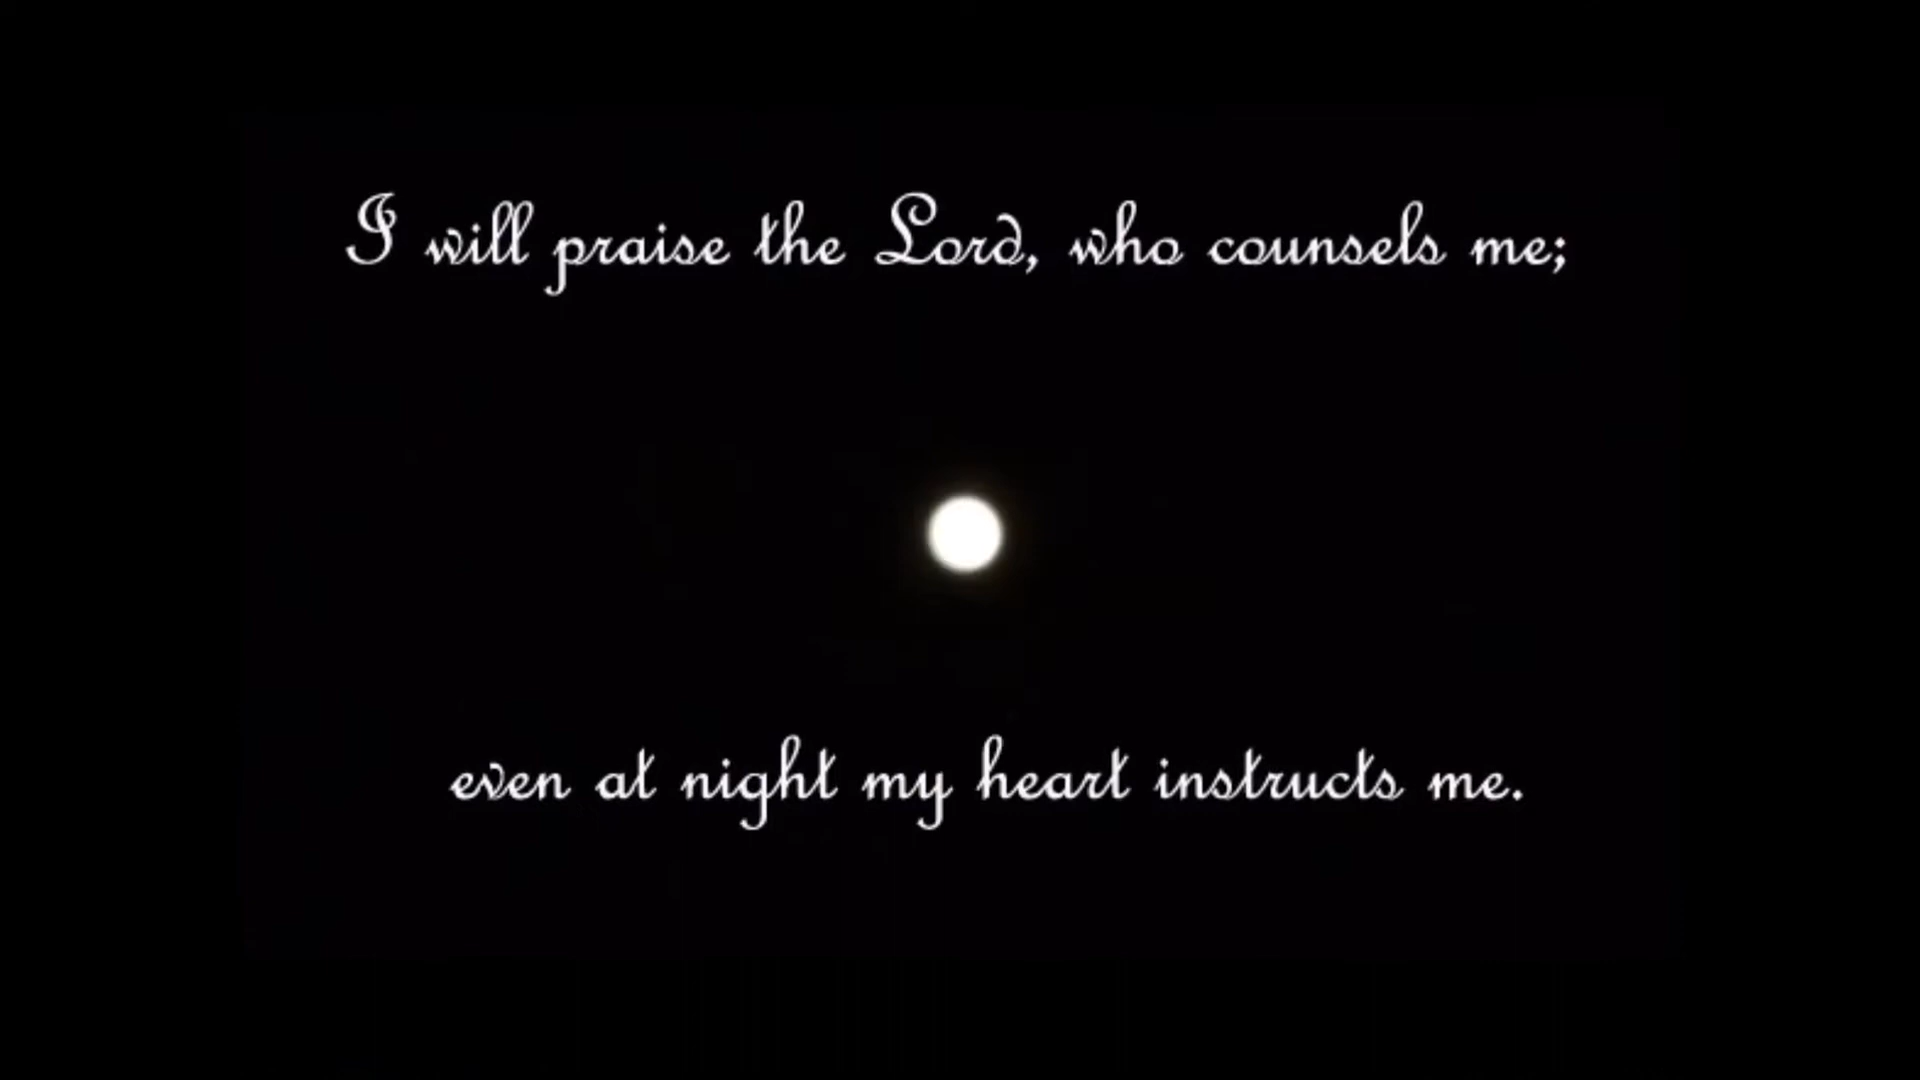 I will praise the Lord, who counsels me;
even at night my heart instructs me.